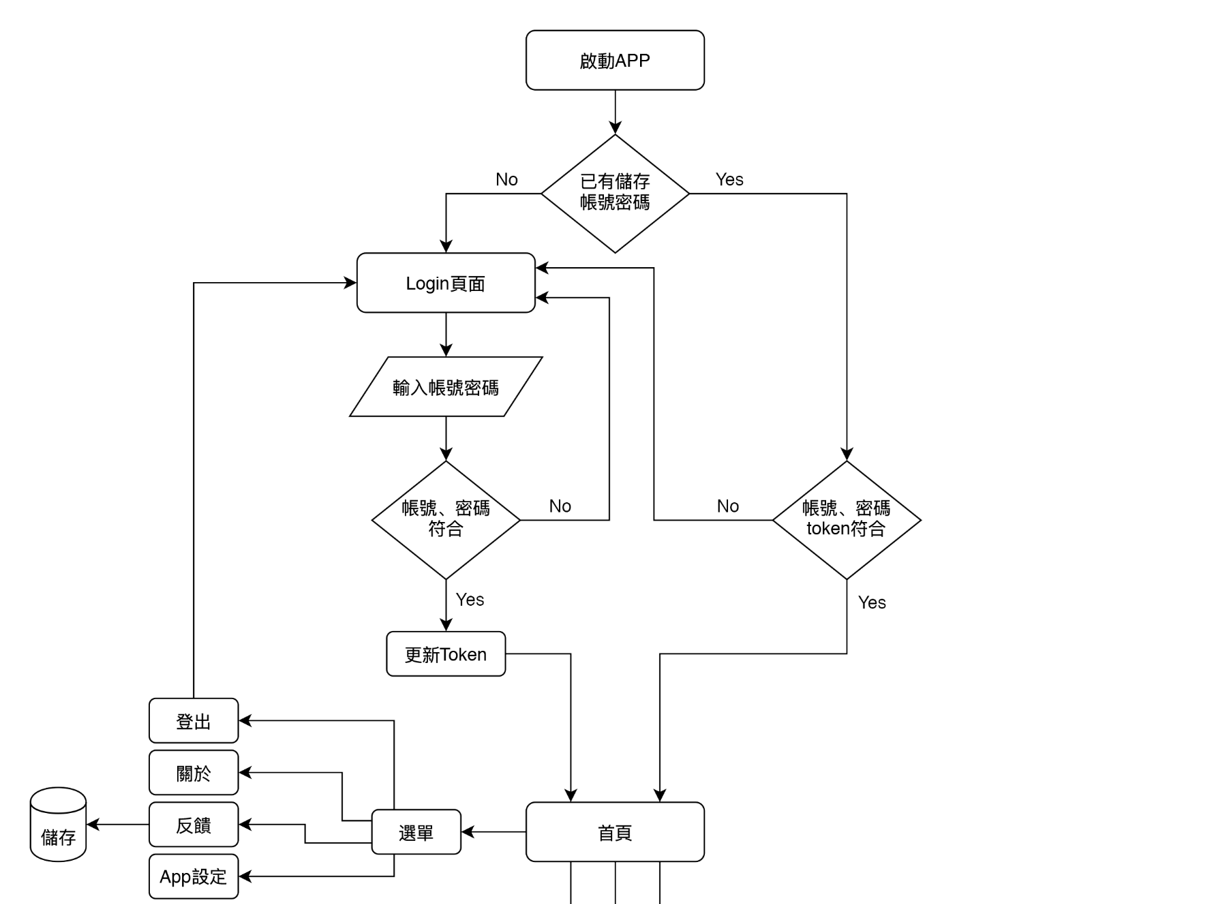 啟動APP
已有儲存
帳號密碼
No
Yes
Login頁面
輸入帳號密碼
帳號、密碼
符合
No
No
帳號、密碼
token符合
Yes
Yes
更新Token
登出
關於
反饋
儲存
選單
首頁
App設定